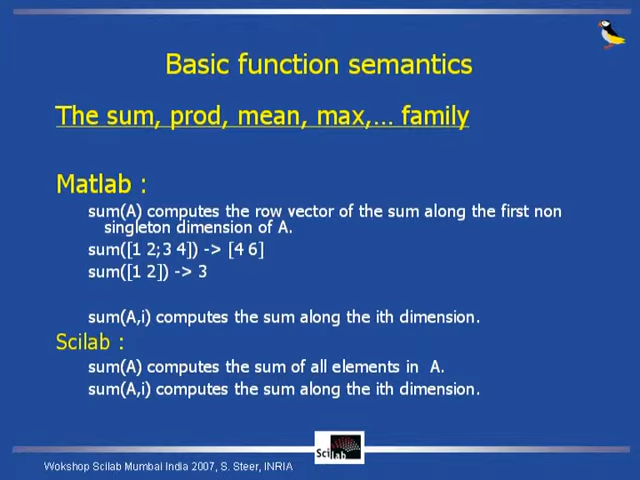 Basic function semantics
The sum, prod, mean, max,... family
Matlab :
sum(A) computes the row vector of the sum along the first non
singleton dimension of A.
sum([1 2;3 4]) -> [4 6]
sum([1 2]) -> 3
sum(A,i) computes the sum along the ith dimension.
Scilab :
sum(A) computes the sum of all elements in A.
sum(A,i) computes the sum along the ith dimension.
Scilab
Wokshop Scilab Mumbai India 2007, S. Steer, INRIA